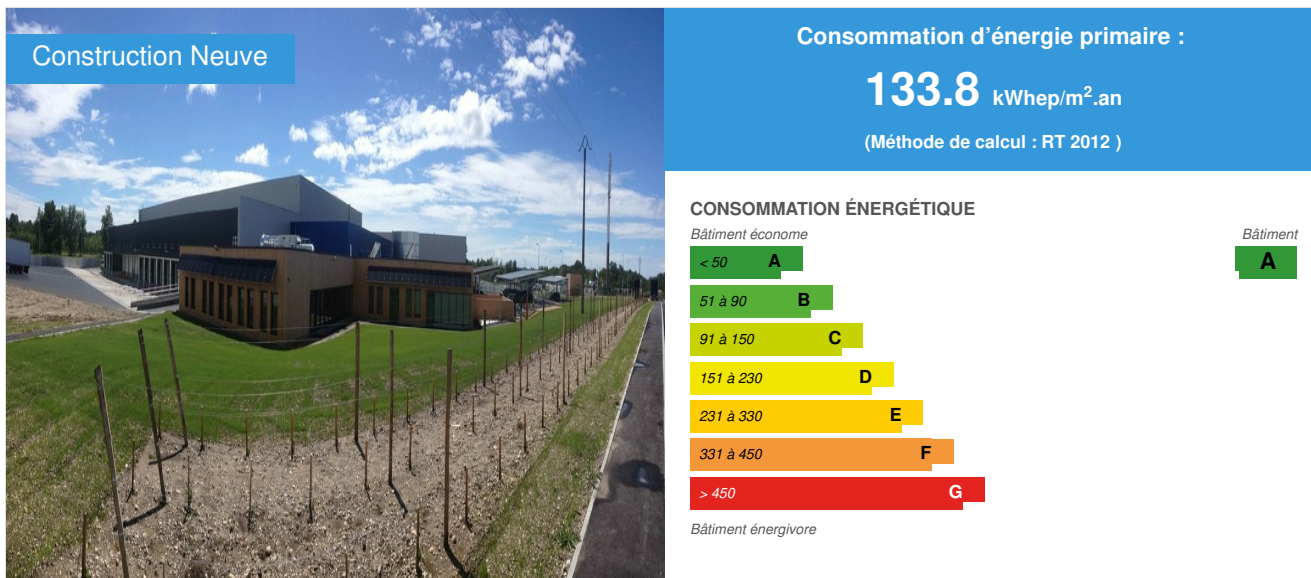 Construction Neuve
Consommation d'énergie primaire :
133.8 kWhep/m².an
(Méthode de calcul : RT 2012 )
CONSOMMATION ÉNERGÉTIQUE
Bâtiment économe
Bâtiment
< 50 A
A
51 à 90 B
91 à 150 C
151 à 230 D
231 à 330 E
331 à 450 F
> 450 G
Bâtiment énergivore